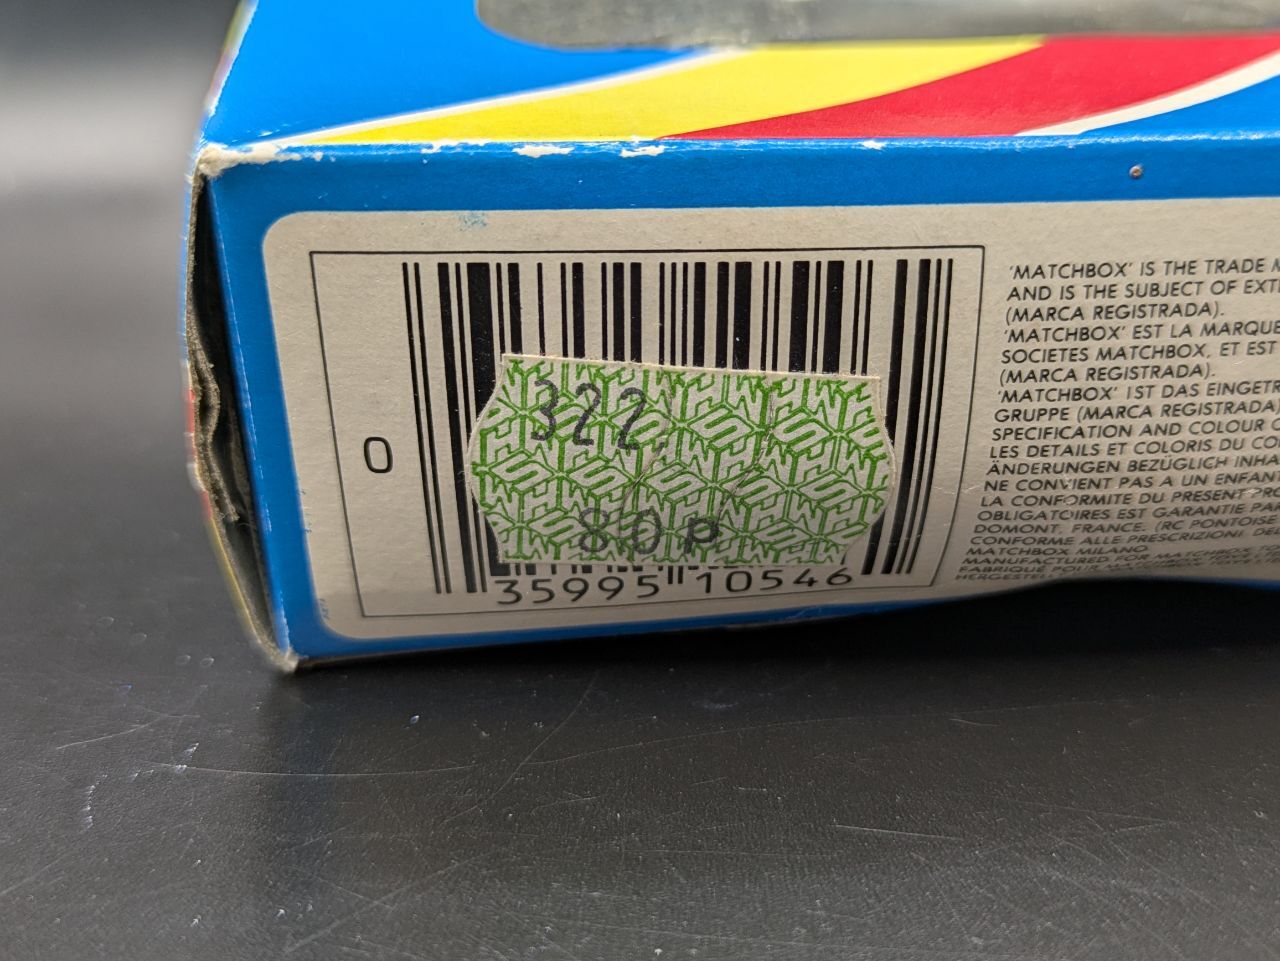 0
322
80p
35995 10546
'MATCHBOX' IS THE TRADE
AND IS THE SUBJECT OF
(MARCA REGISTRADA).
'MATCHBOX' EST LA MARQUE
SOCIETES MATCHBOX, ET EST
(MARCA REGISTRADA).
'MATCHBOX' IST DAS
GRUPPE (MARCA REGISTRADA)
SPECIFICATION AND COLOUR
LES DETAILS ET COLORIS DU
ÄNDERUNGEN BEZÜGLICH
NE CONVIENT PAS A UN ENFANT
LA CONFORMITE DU PRESENT
OBLIGATOIRES EST GARANTIE
DOMONT, FRANCE. (RC PONTOISE
CONFORME ALLE PRESCRIZIONI
MATCHBOX MILANO
MANUFACTURED FOR MATCHBOX
FABRIQUÉ POUR MATCHBOX